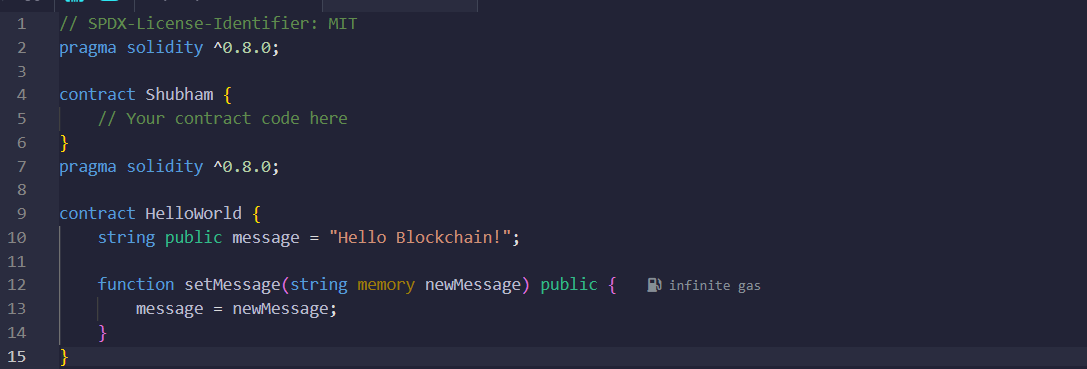 1 // SPDX-License-Identifier: MIT
2 pragma solidity ^0.8.0;
3
4 contract Shubham {
5     // Your contract code here
6 }
7 pragma solidity ^0.8.0;
8
9 contract HelloWorld {
10     string public message = "Hello Blockchain!";
11
12     function setMessage(string memory newMessage) public { infinite gas
13         message = newMessage;
14     }
15 }